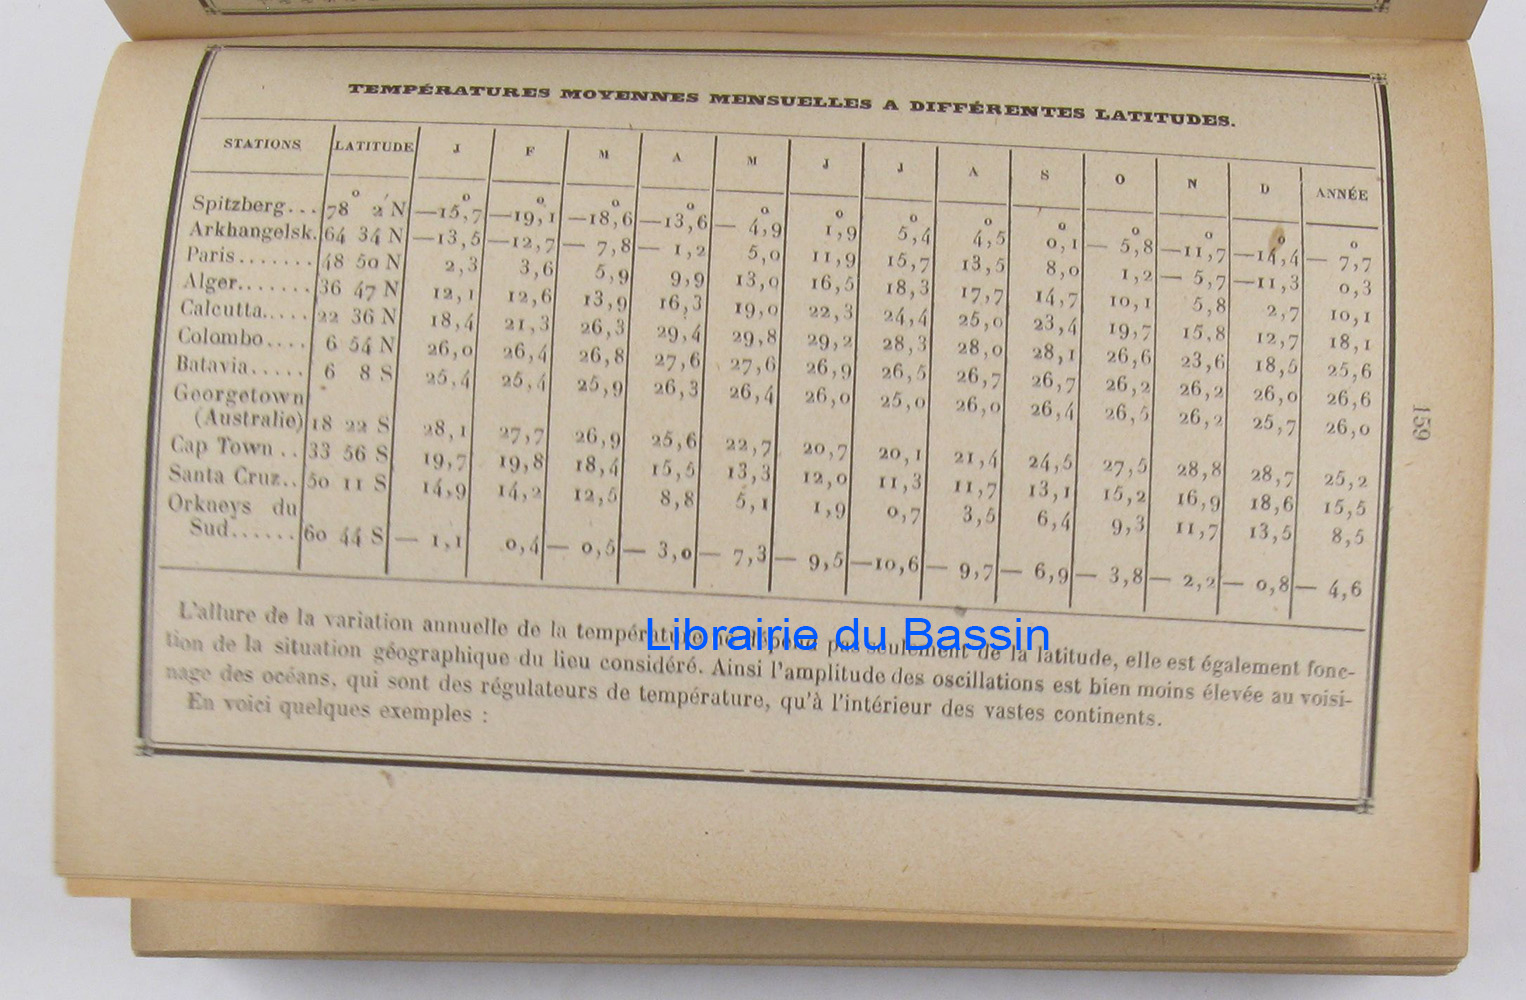 TEMPÉRATURES MOYENNES MENSUELLES A DIFFÉRENTES LATITUDES.
STATIONS LATITUDE J F M A M J J A S O N D ANNÉE
Spitzberg... 78° 2′ N —15°,7 —19°,1 —18°,6 —13°,6 — 4°,9 1°,9 5°,4 4°,5 0°,1 — 5°,8 —11°,7 —14°,4 — 7°,7
Arkhangelsk. 64 34 N —13,5 —12,7 — 7,8 — 1,2 5,0 11,9 15,7 13,5 8,0 1,2 — 5,7 —11,3 0,3
Paris....... 48 50 N 2,3 3,6 5,9 9,9 13,0 16,5 18,3 17,7 14,7 10,1 5,8 2,7 10,1
Alger....... 36 47 N 12,1 12,6 13,9 16,3 19,0 22,3 24,4 25,0 23,4 19,7 15,8 12,7 18,1
Calcutta..... 22 36 N 18,4 21,3 26,3 29,4 29,8 29,2 28,3 28,0 28,1 26,6 23,6 18,5 25,6
Colombo.... 6 54 N 26,0 26,4 26,8 27,6 27,6 26,9 26,5 26,7 26,7 26,2 26,2 26,0 26,6
Batavia..... 6 8 S 25,4 25,4 25,9 26,3 26,4 26,0 25,0 26,0 26,4 26,5 26,2 25,7 26,0
Georgetown
(Australie) 18 22 S 28,1 27,7 26,9 25,6 22,7 20,7 20,1 21,4 24,5 27,5 28,8 28,7 25,2
Cap Town .. 33 56 S 19,7 19,8 18,4 15,5 13,3 12,0 11,3 11,7 13,1 15,2 16,9 18,6 15,5
Santa Cruz.. 50 11 S 14,9 14,2 12,5 8,8 5,1 1,9 0,7 3,5 6,4 9,3 11,7 13,5 8,5
Orkneys du
Sud...... 60 44 S — 1,1 0,4 — 0,5 — 3,0 — 7,3 — 9,5 —10,6 — 9,7 — 6,9 — 3,8 — 2,2 — 0,8 — 4,6
L'allure de la variation annuelle de la température ne dépend pas seulement de la latitude, elle est également fonc-
tion de la situation géographique du lieu considéré. Ainsi l'amplitude des oscillations est bien moins élevée au voisi-
nage des océans, qui sont des régulateurs de température, qu'à l'intérieur des vastes continents.
En voici quelques exemples :
159
Librairie du Bassin